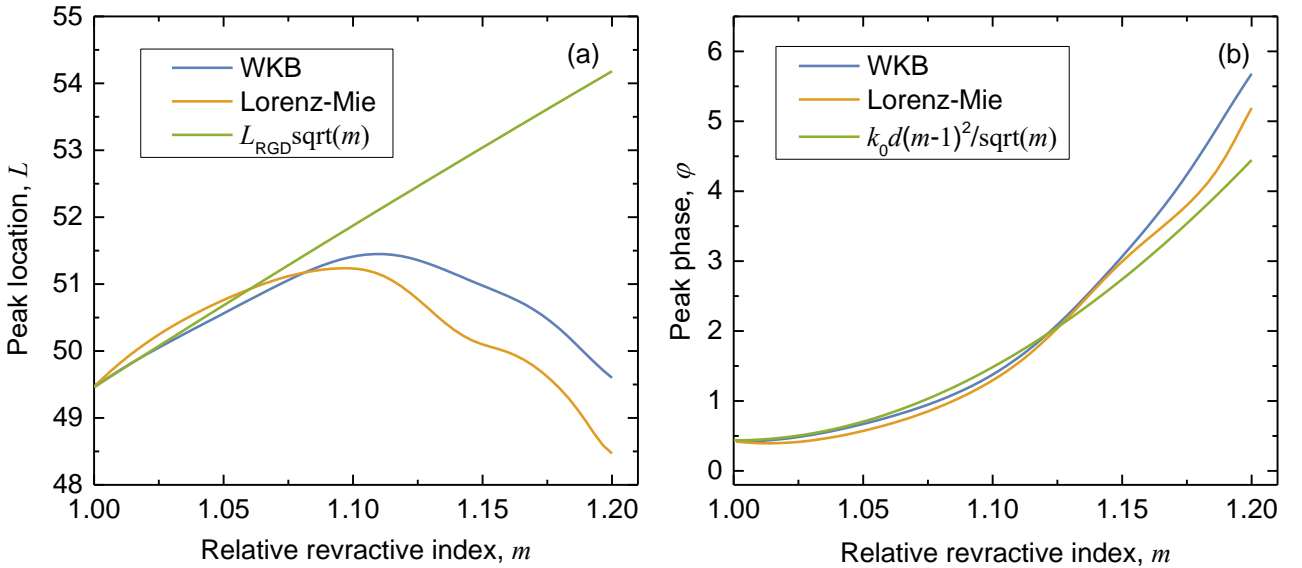 55
54
53
52
51
50
49
48
Peak location, L
WKB
Lorenz-Mie
L_RGD sqrt(m)
(a)
1.00 1.05 1.10 1.15 1.20
Relative revractive index, m
6
5
4
3
2
1
0
Peak phase, φ
WKB
Lorenz-Mie
k₀d(m-1)²/sqrt(m)
(b)
1.00 1.05 1.10 1.15 1.20
Relative revractive index, m